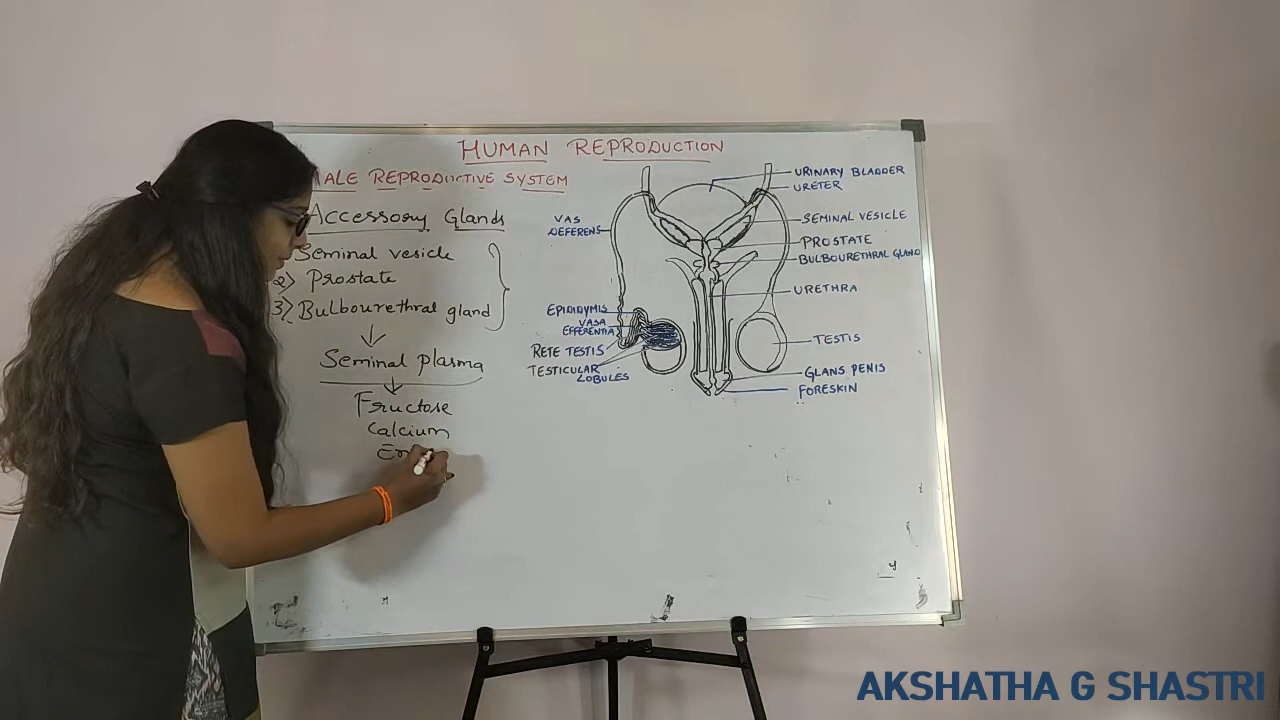 HUMAN REPRODUCTION
ALE REPRODUCTIVE SYSTEM
Accessory Glands
Seminal vesicle
2) Prostate
3) Bulbourethral gland
Seminal plasma
Fructose
Calcium
En
VAS
DEFERENS
EPIDIDYMIS
VASA
EFFERENTIA
RETE TESTIS
TESTICULAR
LOBULES
URINARY BLADDER
URETER
SEMINAL VESICLE
PROSTATE
BULBOURETHRAL GLAND
URETHRA
TESTIS
GLANS PENIS
FORESKIN
AKSHATHA G SHASTRI